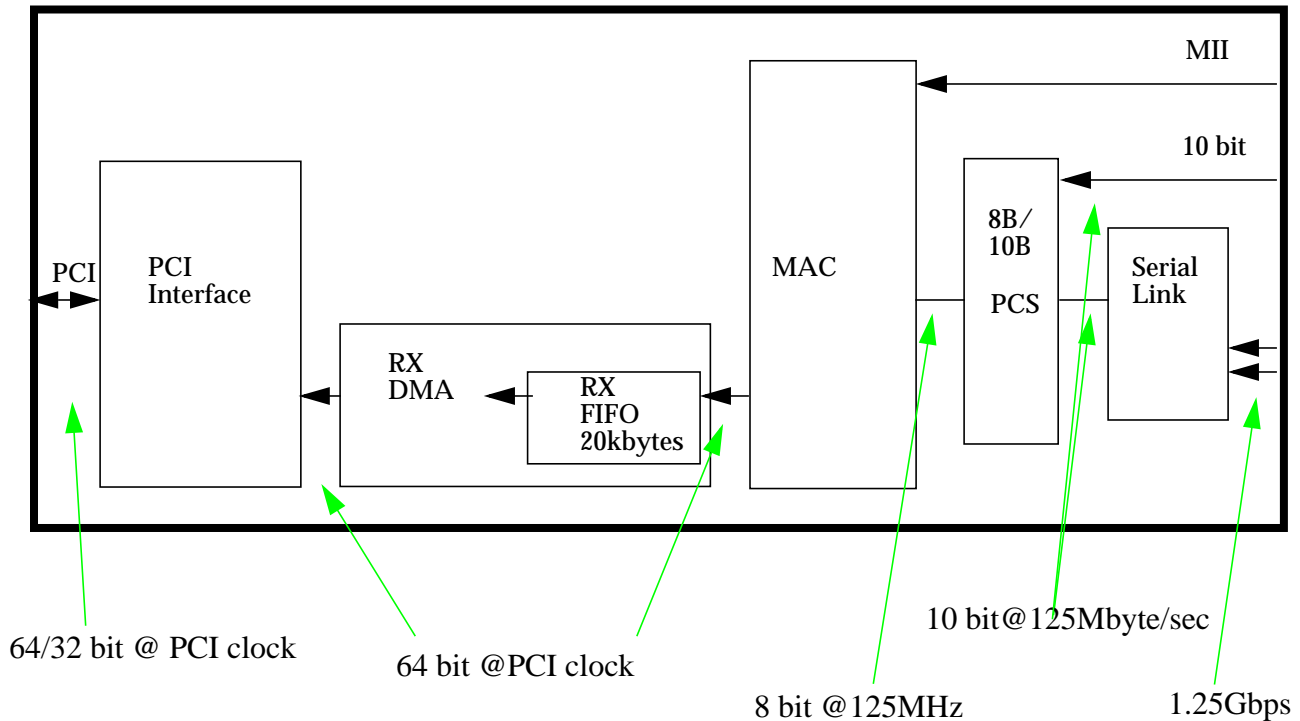 MII
10 bit
8B/
10B
PCS
Serial
Link
MAC
PCI
PCI
Interface
RX
DMA
RX
FIFO
20kbytes
64/32 bit @ PCI clock
64 bit @PCI clock
8 bit @125MHz
10 bit@125Mbyte/sec
1.25Gbps